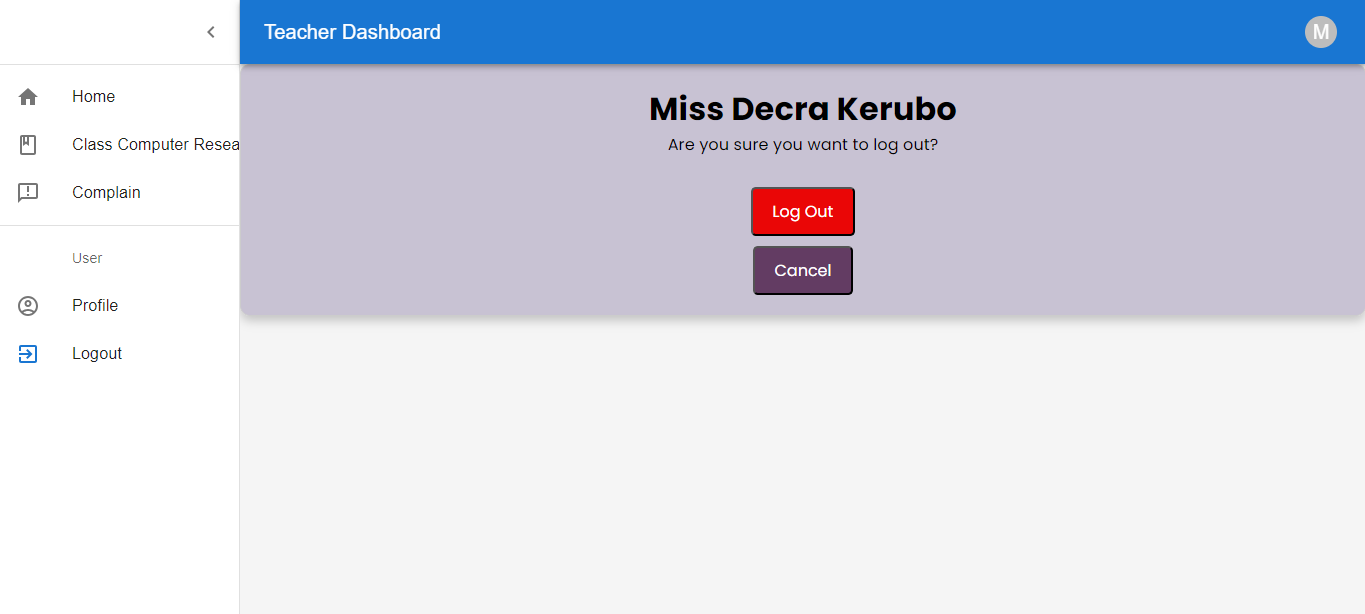 Teacher Dashboard
M
Home
Class Computer Resea
Complain
User
Profile
Logout
Miss Decra Kerubo
Are you sure you want to log out?
Log Out
Cancel